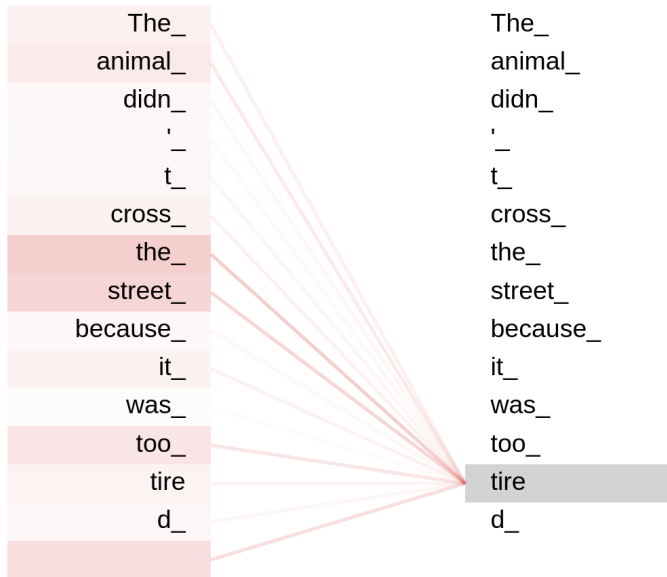 The_
animal_
didn_
'_
t_
cross_
the_
street_
because_
it_
was_
too_
tire
d_
The_
animal_
didn_
'_
t_
cross_
the_
street_
because_
it_
was_
too_
tire
d_